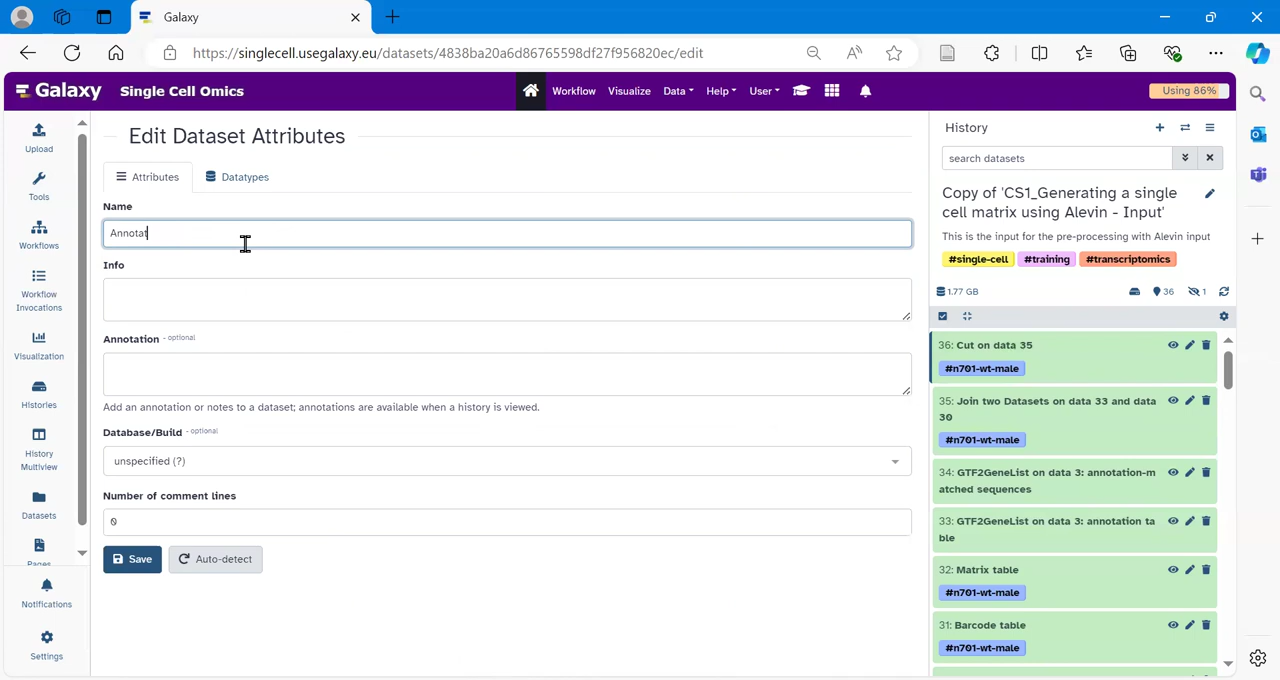 Galaxy
https://singlecell.usegalaxy.eu/datasets/4838ba20a6d86765598df27f956820ec/edit
Galaxy Single Cell Omics
Workflow Visualize Data Help User
Using 86%
Upload
Tools
Workflows
Workflow
Invocations
Visualization
Histories
History
Multiview
Datasets
Pages
Notifications
Settings
Edit Dataset Attributes
Attributes Datatypes
Name
Annotat
Info
Annotation - optional
Add an annotation or notes to a dataset; annotations are available when a history is viewed.
Database/Build - optional
unspecified (?)
Number of comment lines
0
Save Auto-detect
History
search datasets
Copy of 'CS1_Generating a single
cell matrix using Alevin - Input'
This is the input for the pre-processing with Alevin input
#single-cell #training #transcriptomics
1.77 GB 36 1
36: Cut on data 35
#n701-wt-male
35: Join two Datasets on data 33 and data
30
#n701-wt-male
34: GTF2GeneList on data 3: annotation-m
atched sequences
33: GTF2GeneList on data 3: annotation ta
ble
32: Matrix table
#n701-wt-male
31: Barcode table
#n701-wt-male